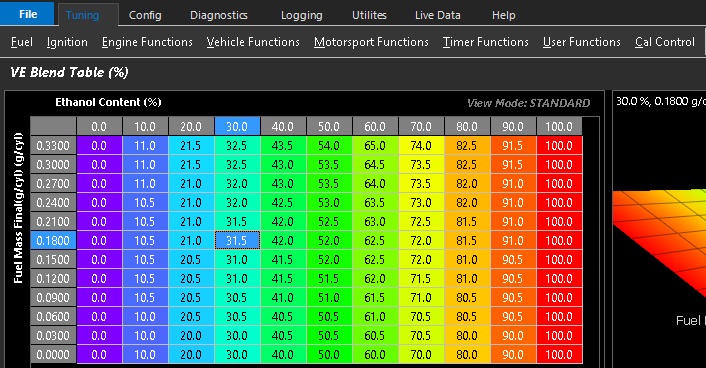 File Tuning Config Diagnostics Logging Utilites Live Data Help
Fuel Ignition Engine Functions Vehicle Functions Motorsport Functions Timer Functions User Functions Cal Control
VE Blend Table (%)
Ethanol Content (%) View Mode: STANDARD 30.0 %, 0.1800 g/c
Fuel Mass Final(g/cyl) (g/cyl)
0.0 10.0 20.0 30.0 40.0 50.0 60.0 70.0 80.0 90.0 100.0
0.3300 0.0 11.0 21.5 32.5 43.5 54.0 65.0 74.0 82.5 91.5 100.0
0.3000 0.0 11.0 21.5 32.5 43.0 53.5 64.5 73.5 82.0 91.5 100.0
0.2700 0.0 11.0 21.0 32.0 43.0 53.5 64.0 73.5 82.0 91.0 100.0
0.2400 0.0 10.5 21.0 32.0 42.5 53.0 63.5 73.0 82.0 91.0 100.0
0.2100 0.0 10.5 21.0 31.5 42.0 52.5 63.0 72.5 81.5 91.0 100.0
0.1800 0.0 10.5 21.0 31.5 42.0 52.0 62.5 72.0 81.5 91.0 100.0
0.1500 0.0 10.5 20.5 31.0 41.5 52.0 62.5 72.0 81.0 90.5 100.0
0.1200 0.0 10.5 20.5 31.0 41.5 51.5 62.0 71.5 81.0 90.5 100.0
0.0900 0.0 10.5 20.5 30.5 41.0 51.0 61.5 71.0 80.5 90.5 100.0
0.0600 0.0 10.0 20.5 30.5 40.5 50.5 61.0 70.5 80.5 90.5 100.0
0.0300 0.0 10.0 20.0 30.0 40.5 50.5 60.5 70.5 80.0 90.0 100.0
0.0000 0.0 10.0 20.0 30.0 40.0 50.0 60.0 70.0 80.0 90.0 100.0
Fuel